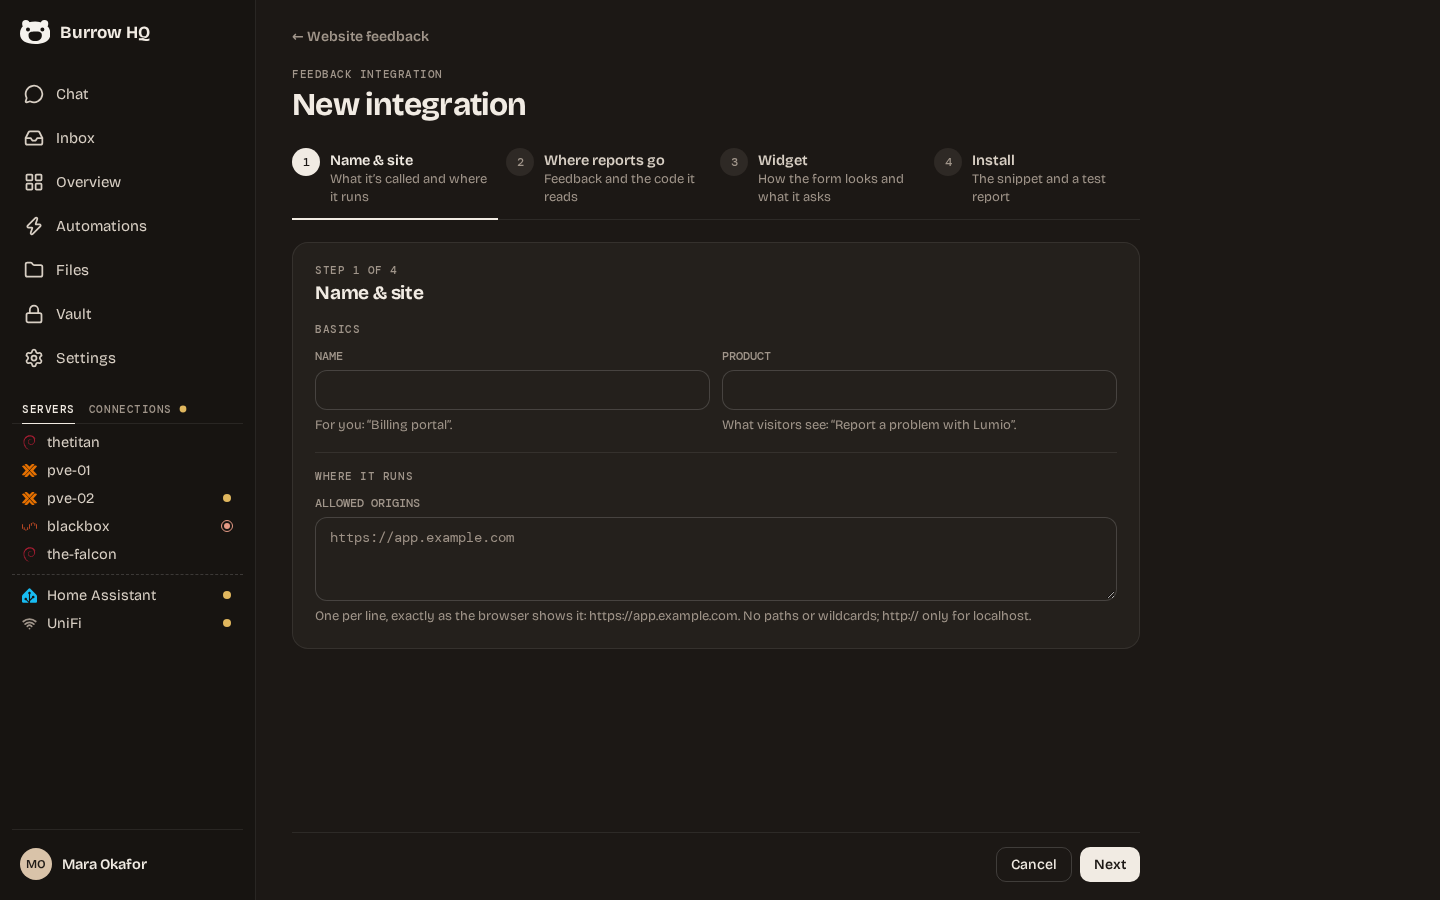 Burrow HQ
Chat
Inbox
Overview
Automations
Files
Vault
Settings
SERVERS CONNECTIONS
thetitan
pve-01
pve-02
blackbox
the-falcon
Home Assistant
UniFi
MO Mara Okafor
← Website feedback
FEEDBACK INTEGRATION
New integration
1 Name & site
What it's called and where
it runs
2 Where reports go
Feedback and the code it
reads
3 Widget
How the form looks and
what it asks
4 Install
The snippet and a test
report
STEP 1 OF 4
Name & site
BASICS
NAME
For you: “Billing portal”.
PRODUCT
What visitors see: “Report a problem with Lumio”.
WHERE IT RUNS
ALLOWED ORIGINS
https://app.example.com
One per line, exactly as the browser shows it: https://app.example.com. No paths or wildcards; http:// only for localhost.
Cancel
Next